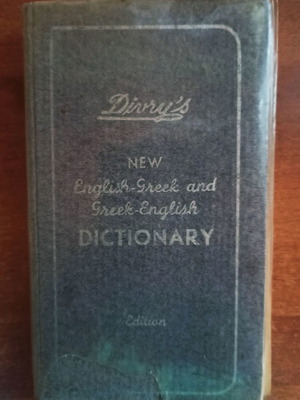 Divry's
NEW
English-Greek and
Greek-English
DICTIONARY
Edition